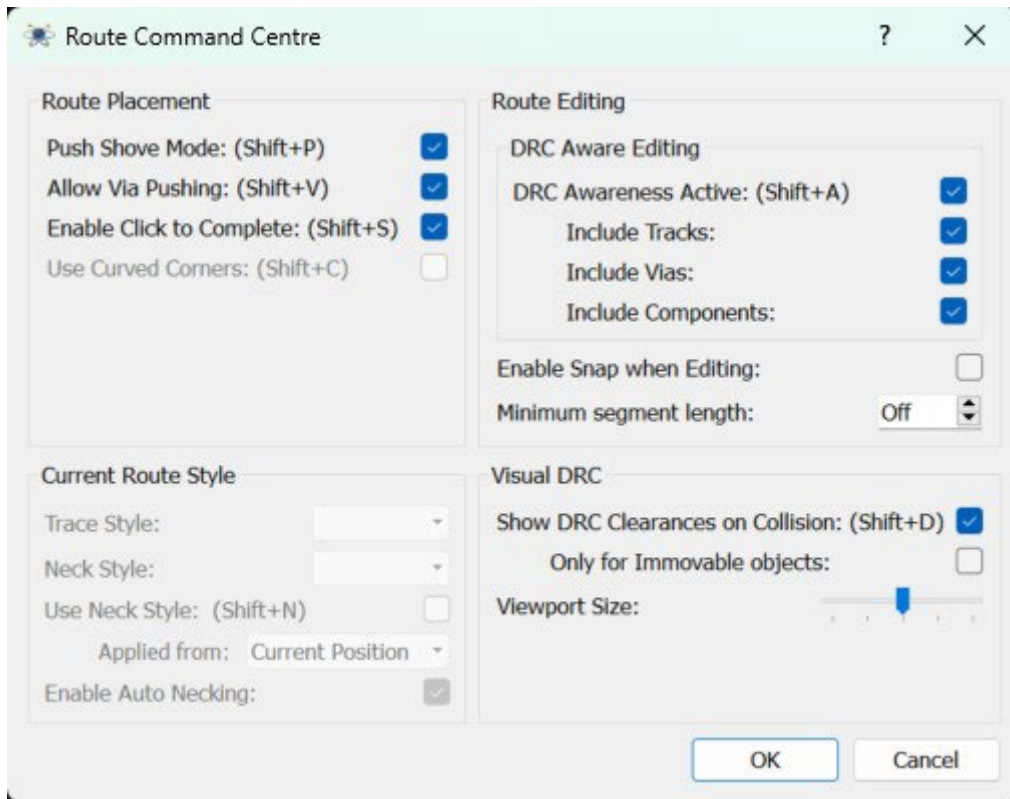 Route Command Centre
?
Route Placement
Push Shove Mode: (Shift+P)
Allow Via Pushing: (Shift+V)
Enable Click to Complete: (Shift+S)
Use Curved Corners: (Shift+C)
Route Editing
DRC Aware Editing
DRC Awareness Active: (Shift+A)
Include Tracks:
Include Vias:
Include Components:
Enable Snap when Editing:
Minimum segment length: Off
Current Route Style
Trace Style:
Neck Style:
Use Neck Style: (Shift+N)
Applied from: Current Position
Enable Auto Necking:
Visual DRC
Show DRC Clearances on Collision: (Shift+D)
Only for Immovable objects:
Viewport Size:
OK Cancel